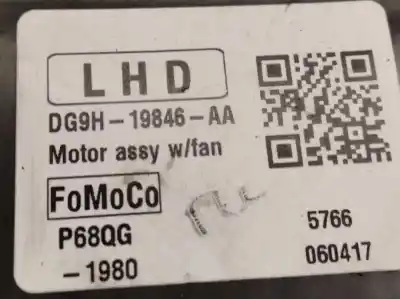 LHD
DG9H-19846-AA
Motor assy w/fan
FoMoCo
P68QG
-1980
5766
060417